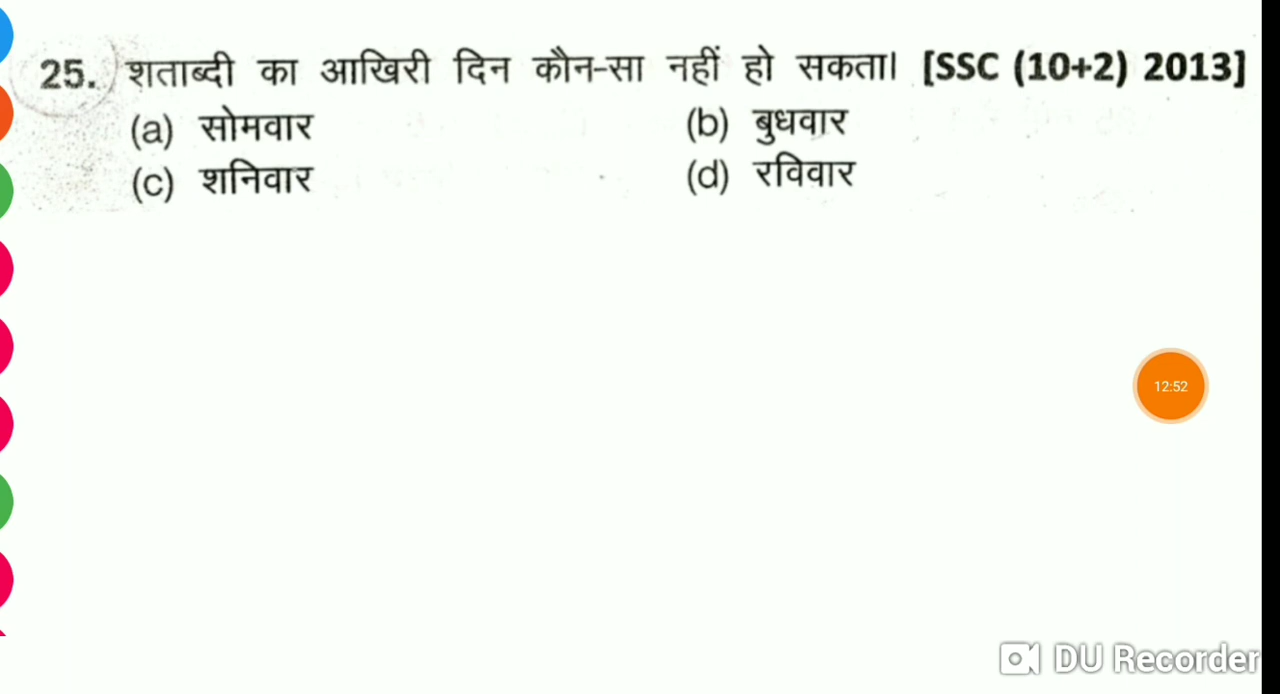 25. शताब्दी का आखिरी दिन कौन-सा नहीं हो सकता। [SSC (10+2) 2013]
(a) सोमवार (b) बुधवार
(c) शनिवार (d) रविवार
12:52
DU Recorder